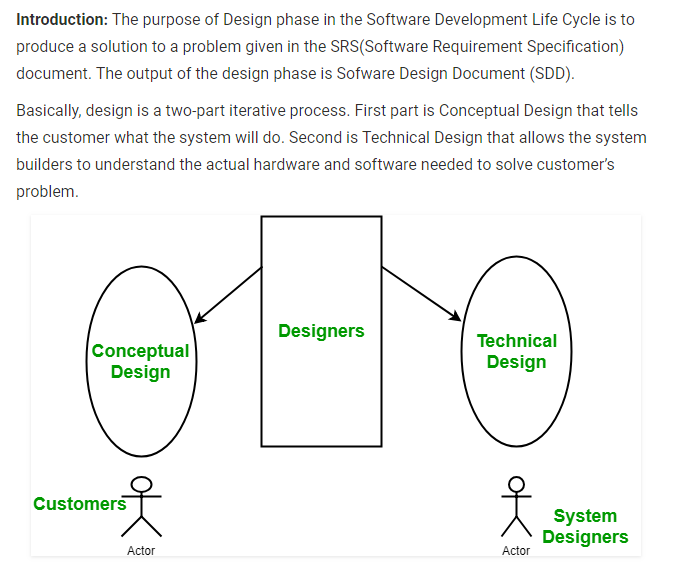 Introduction: The purpose of Design phase in the Software Development Life Cycle is to
produce a solution to a problem given in the SRS(Software Requirement Specification)
document. The output of the design phase is Sofware Design Document (SDD).
Basically, design is a two-part iterative process. First part is Conceptual Design that tells
the customer what the system will do. Second is Technical Design that allows the system
builders to understand the actual hardware and software needed to solve customer's
problem.
Conceptual
Design
Designers
Technical
Design
Customers
Actor
System
Designers
Actor